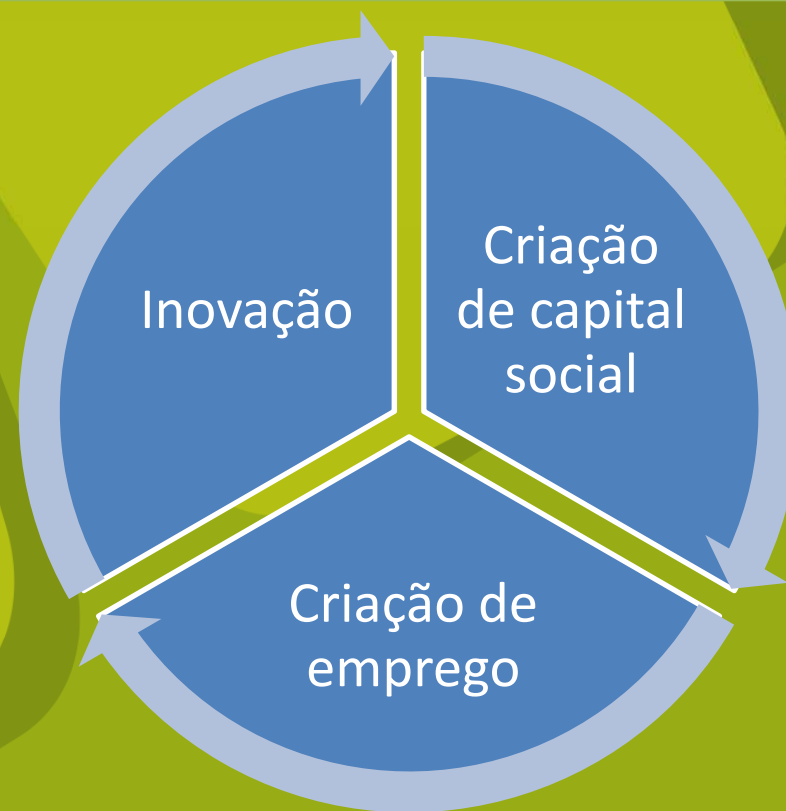 Inovação
Criação
de capital
social
Criação de
emprego